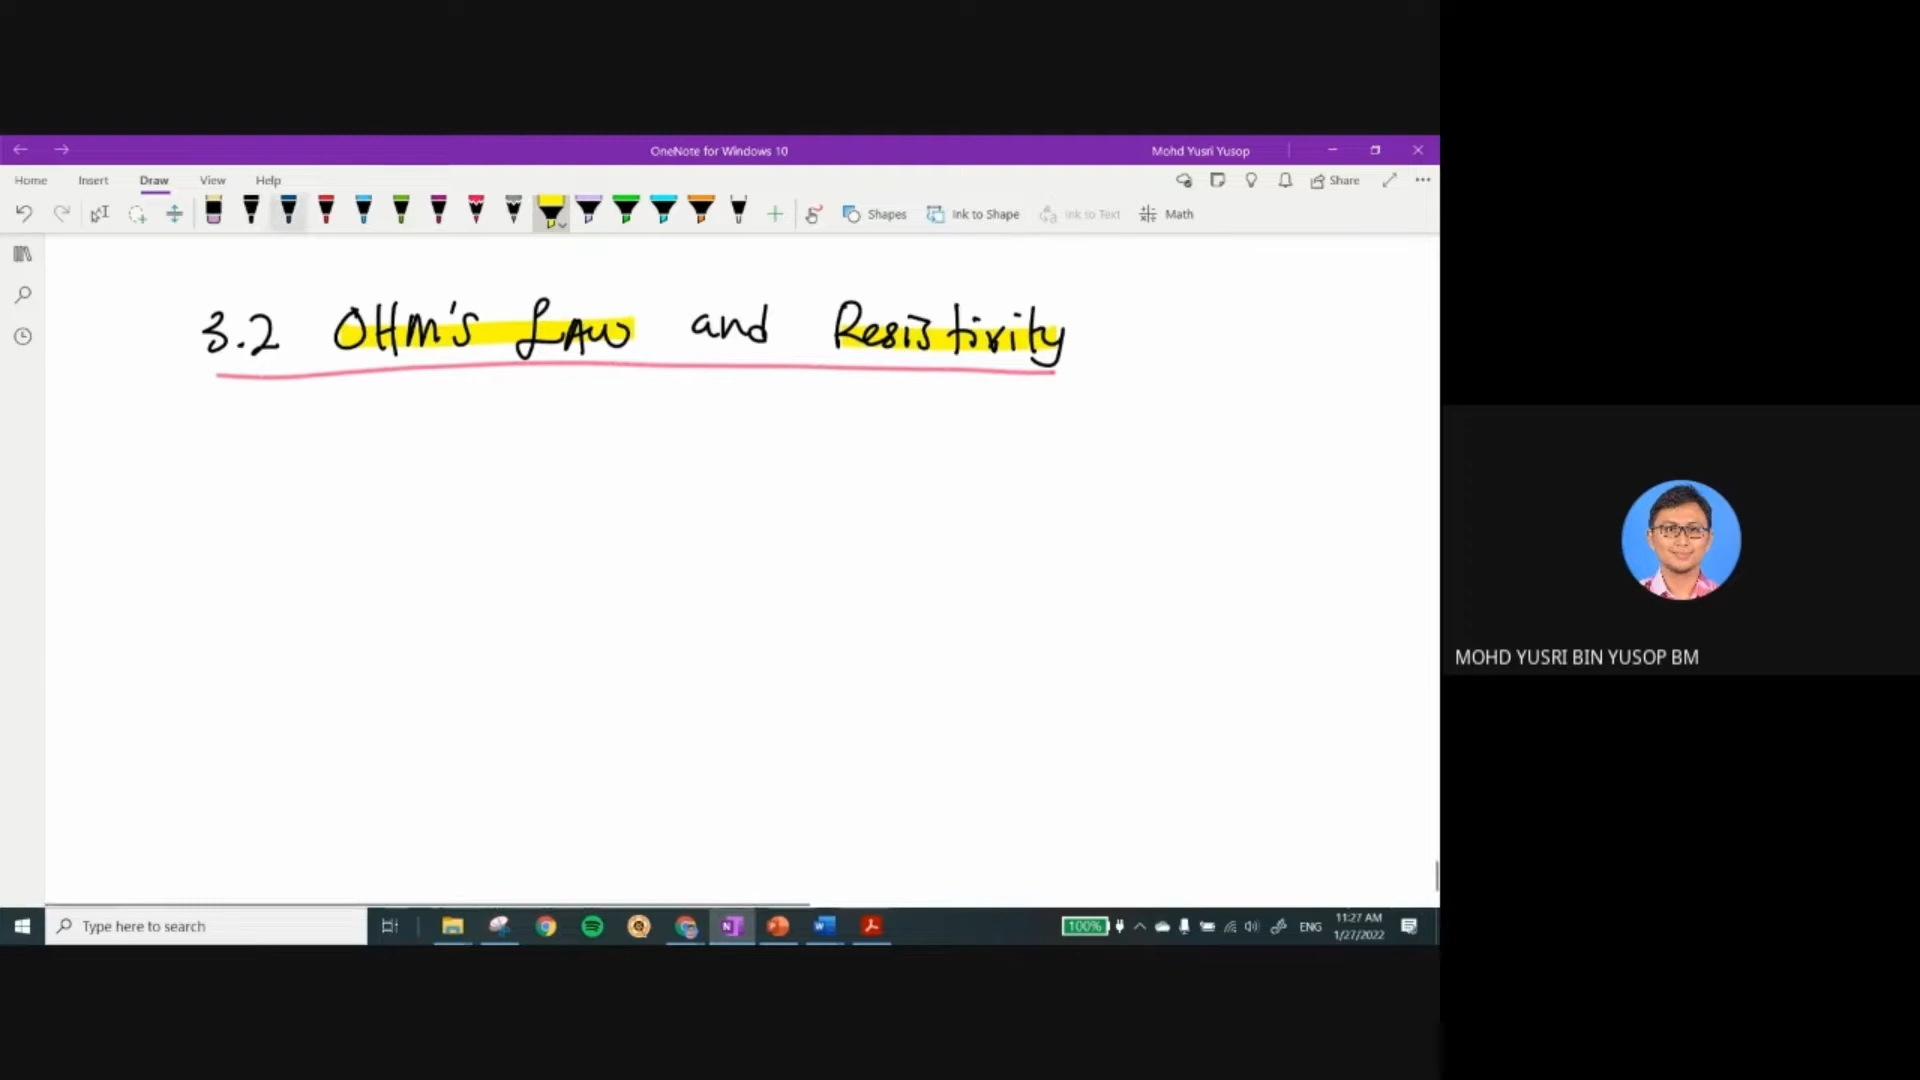 OneNote for Windows 10
Mohd Yusri Yusop
Home Insert Draw View Help
Share
Shapes Ink to Shape Ink to Text Math
3.2 OHM's LAW and Resistivity
MOHD YUSRI BIN YUSOP BM
Type here to search
100%
ENG
11:27 AM
1/27/2022